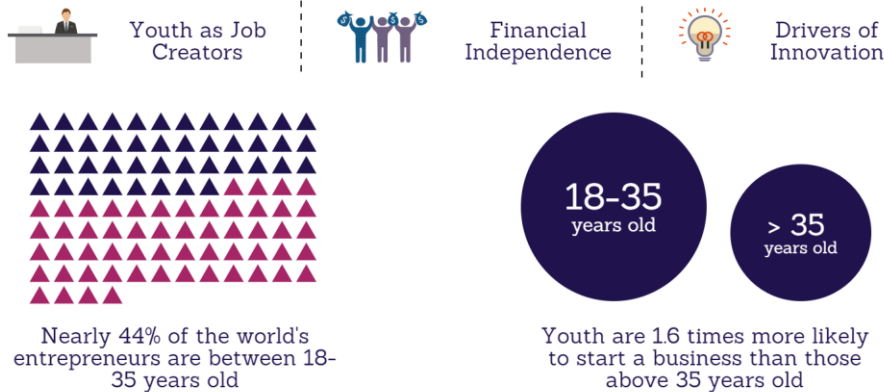 Youth as Job
Creators
Financial
Independence
Drivers of
Innovation
Nearly 44% of the world's
entrepreneurs are between 18-
35 years old
18-35
years old
> 35
years old
Youth are 1.6 times more likely
to start a business than those
above 35 years old